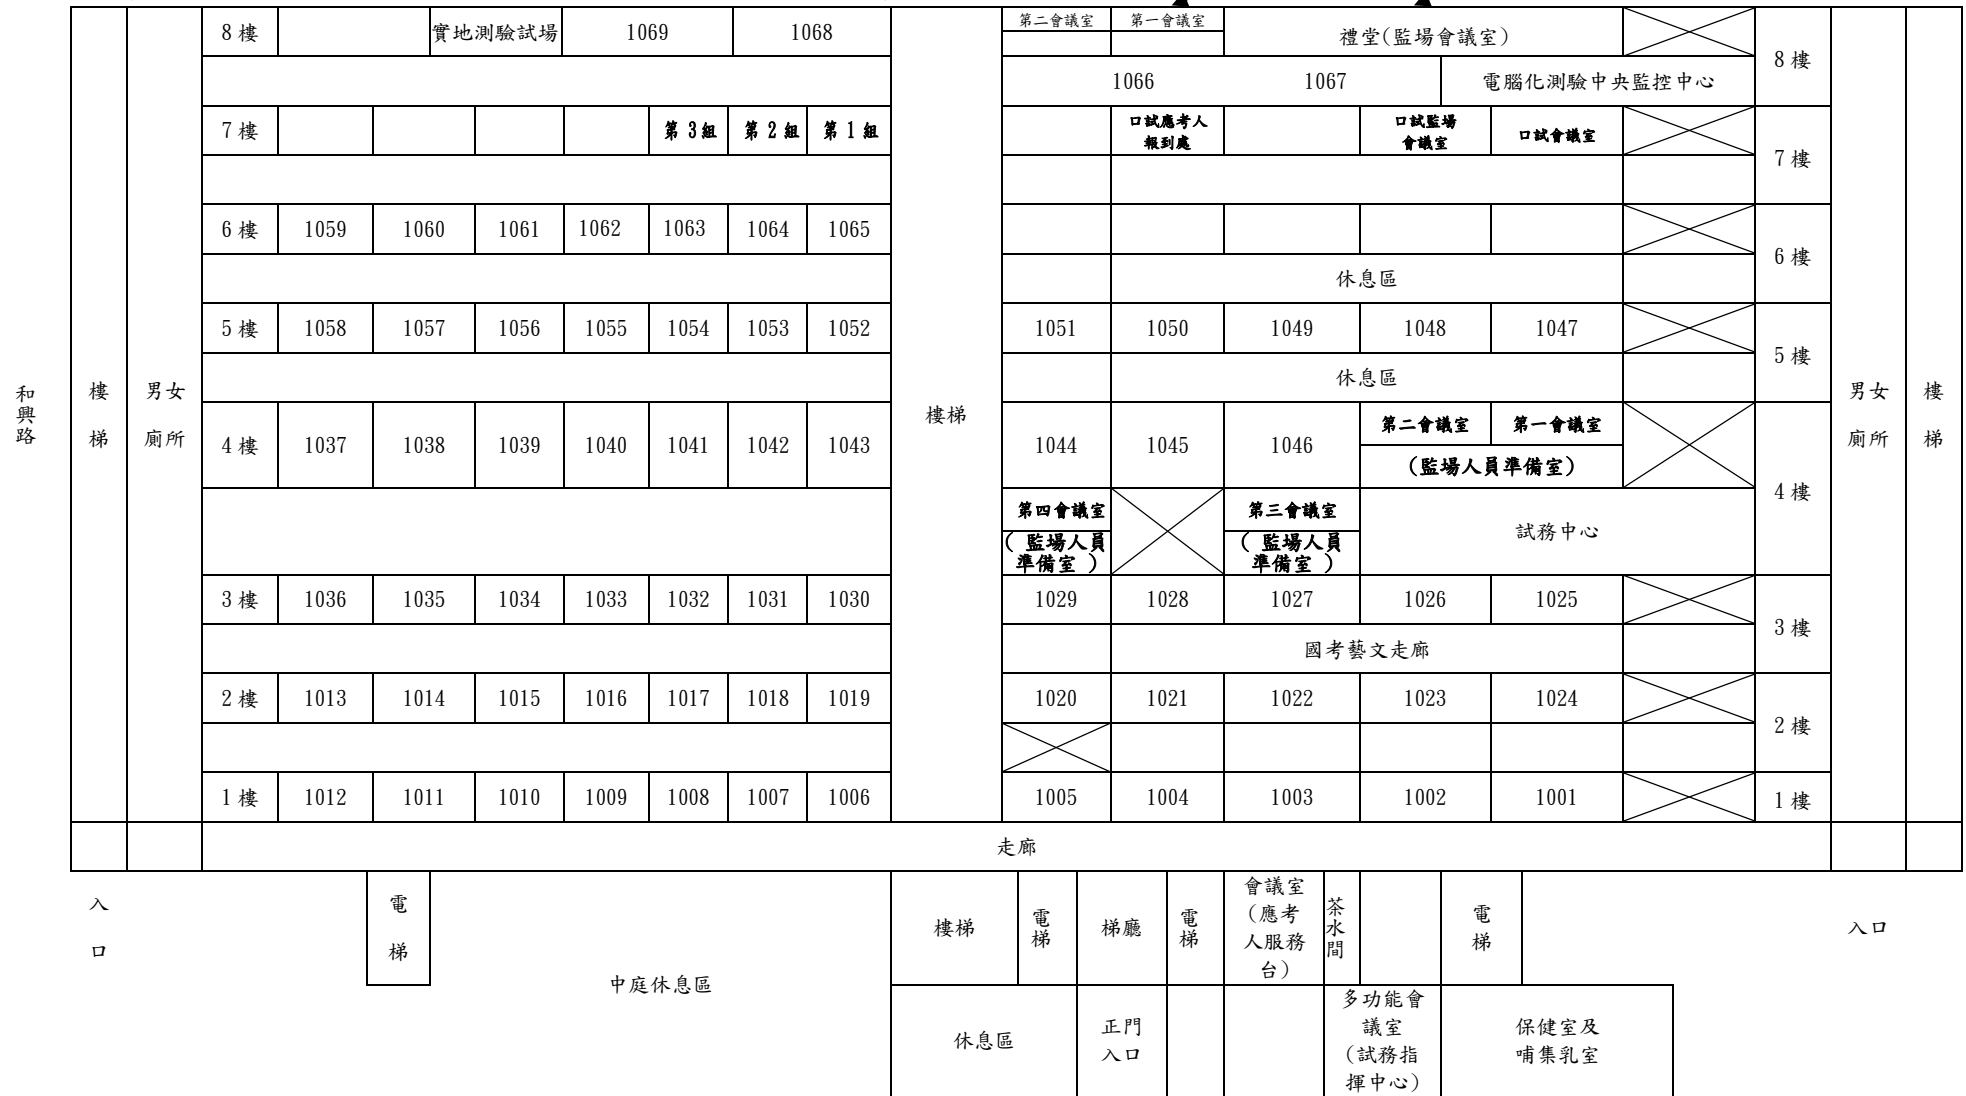 8樓 實地測驗試場 1069 1068 第二會議室 第一會議室 禮堂(監場會議室) 8樓
1066 1067 電腦化測驗中央監控中心
7樓 第3組 第2組 第1組 口試應考人 口試監場 口試會議室 7樓
報到處 會議室
6樓 1059 1060 1061 1062 1063 1064 1065 6樓
休息區
5樓 1058 1057 1056 1055 1054 1053 1052 1051 1050 1049 1048 1047 5樓
休息區
和興路
樓梯 男女廁所 樓梯 男女廁所 樓梯
4樓 1037 1038 1039 1040 1041 1042 1043 1044 1045 1046 第二會議室 第一會議室 4樓
(監場人員準備室)
第四會議室 第三會議室 試務中心
(監場人員 (監場人員
準備室) 準備室)
3樓 1036 1035 1034 1033 1032 1031 1030 1029 1028 1027 1026 1025 3樓
國考藝文走廊
2樓 1013 1014 1015 1016 1017 1018 1019 1020 1021 1022 1023 1024 2樓
1樓 1012 1011 1010 1009 1008 1007 1006 1005 1004 1003 1002 1001 1樓
走廊
入口 電梯 中庭休息區 樓梯 電梯 梯廳 電梯
會議室
(應考
人服務
台)
茶水間 電梯 入口
休息區
正門
入口
多功能會
議室
(試務指
揮中心)
保健室及
哺集乳室